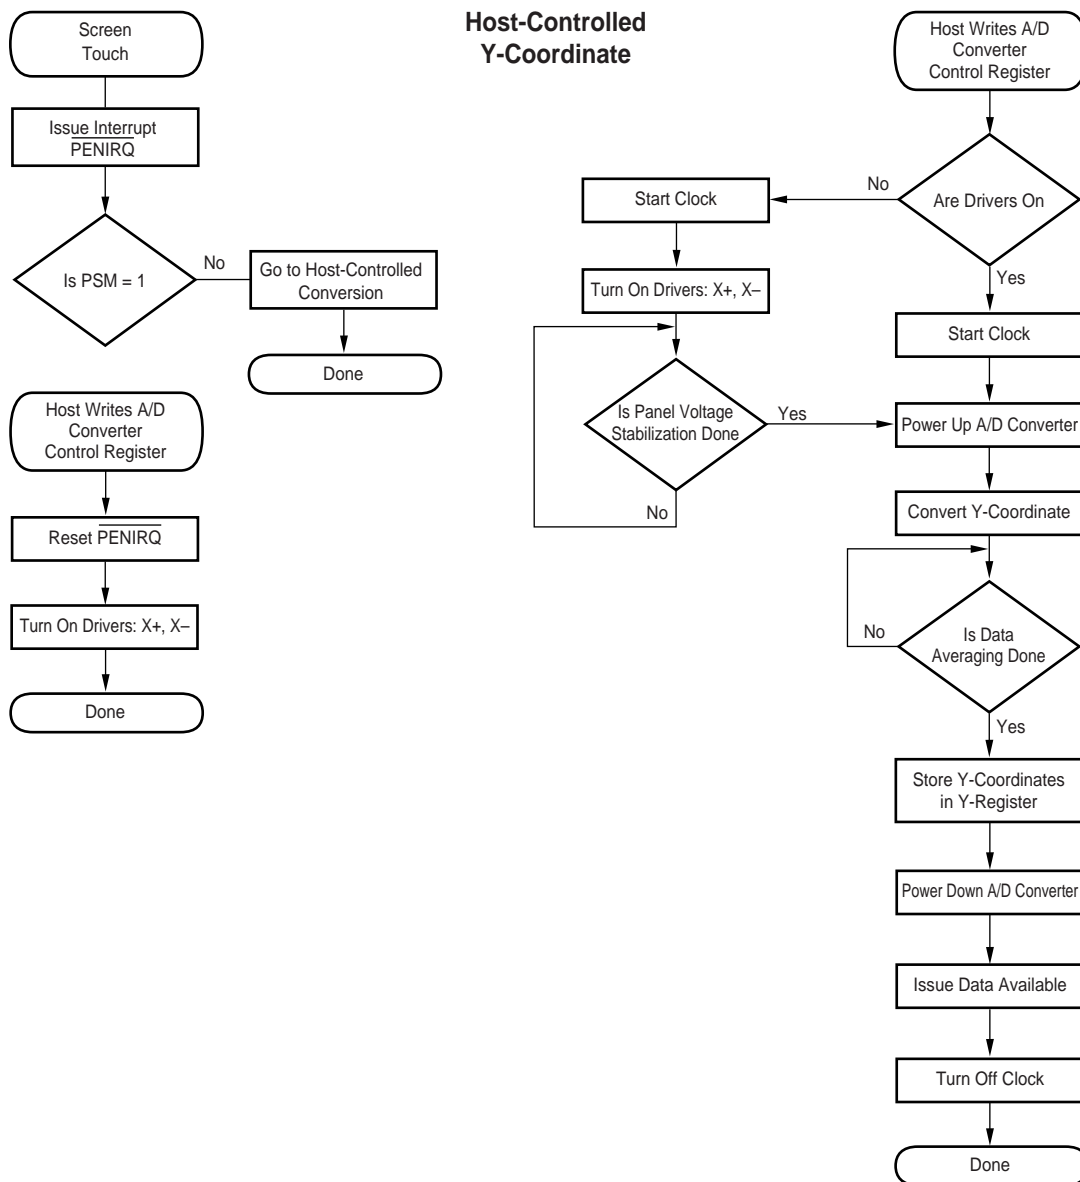 Host-Controlled
Y-Coordinate
Screen
Touch
Issue Interrupt
PENIRQ
Is PSM = 1
No
Go to Host-Controlled
Conversion
Done
Host Writes A/D
Converter
Control Register
Reset PENIRQ
Turn On Drivers: X+, X–
Done
Host Writes A/D
Converter
Control Register
Are Drivers On
No
Start Clock
Turn On Drivers: X+, X–
Is Panel Voltage
Stabilization Done
Yes
No
Yes
Start Clock
Power Up A/D Converter
Convert Y-Coordinate
Is Data
Averaging Done
No
Yes
Store Y-Coordinates
in Y-Register
Power Down A/D Converter
Issue Data Available
Turn Off Clock
Done